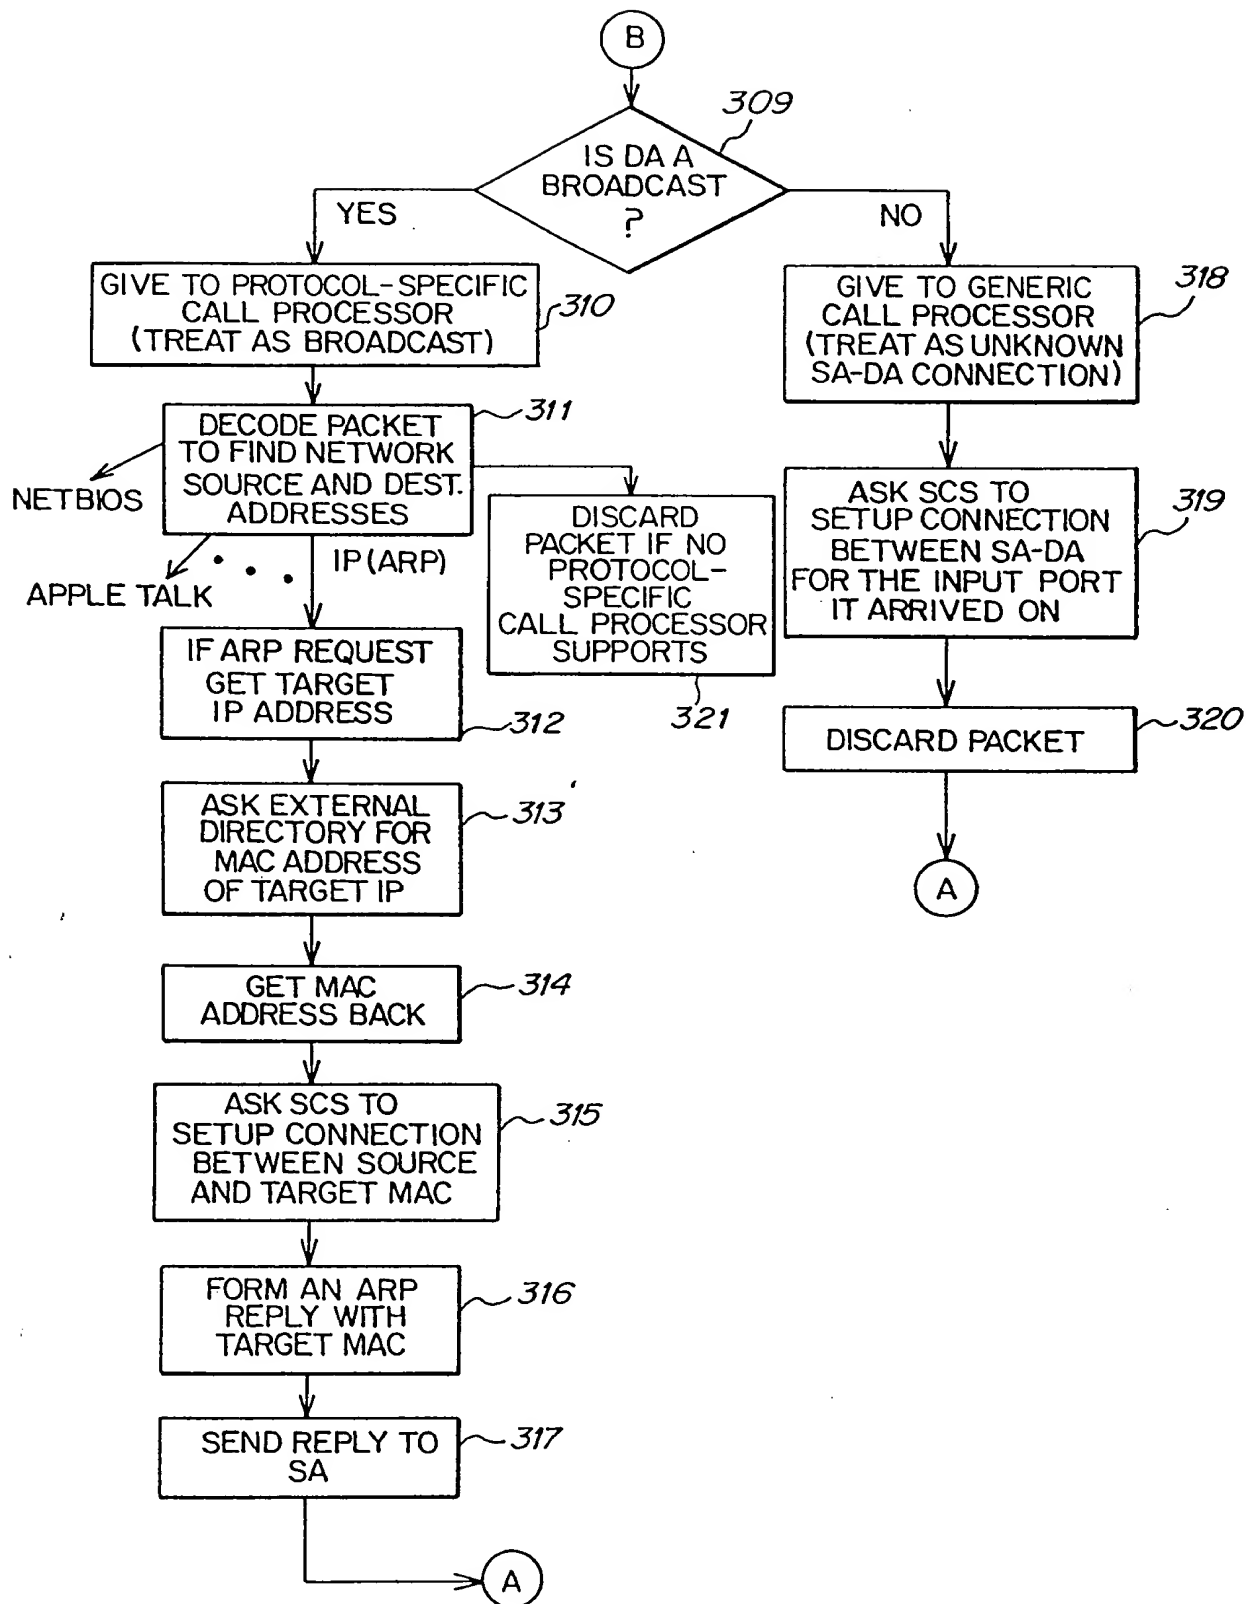 B
309
IS DA A
BROADCAST
?
YES
NO
GIVE TO PROTOCOL-SPECIFIC
CALL PROCESSOR
(TREAT AS BROADCAST)
310
GIVE TO GENERIC
CALL PROCESSOR
(TREAT AS UNKNOWN
SA-DA CONNECTION)
318
DECODE PACKET
TO FIND NETWORK
SOURCE AND DEST.
ADDRESSES
311
NETBIOS
APPLE TALK
IP (ARP)
DISCARD
PACKET IF NO
PROTOCOL-
SPECIFIC
CALL PROCESSOR
SUPPORTS
321
ASK SCS TO
SETUP CONNECTION
BETWEEN SA-DA
FOR THE INPUT PORT
IT ARRIVED ON
319
IF ARP REQUEST
GET TARGET
IP ADDRESS
312
DISCARD PACKET
320
ASK EXTERNAL
DIRECTORY FOR
MAC ADDRESS
OF TARGET IP
313
A
GET MAC
ADDRESS BACK
314
ASK SCS TO
SETUP CONNECTION
BETWEEN SOURCE
AND TARGET MAC
315
FORM AN ARP
REPLY WITH
TARGET MAC
316
SEND REPLY TO
SA
317
A